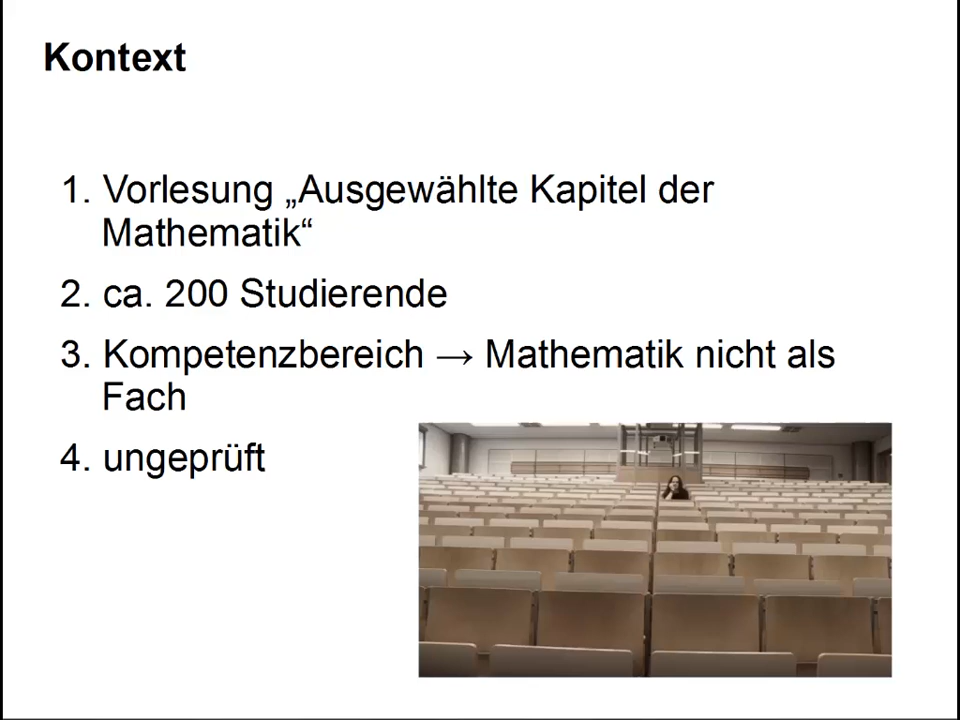 Kontext
1. Vorlesung „Ausgewählte Kapitel der
Mathematik“
2. ca. 200 Studierende
3. Kompetenzbereich → Mathematik nicht als
Fach
4. ungeprüft